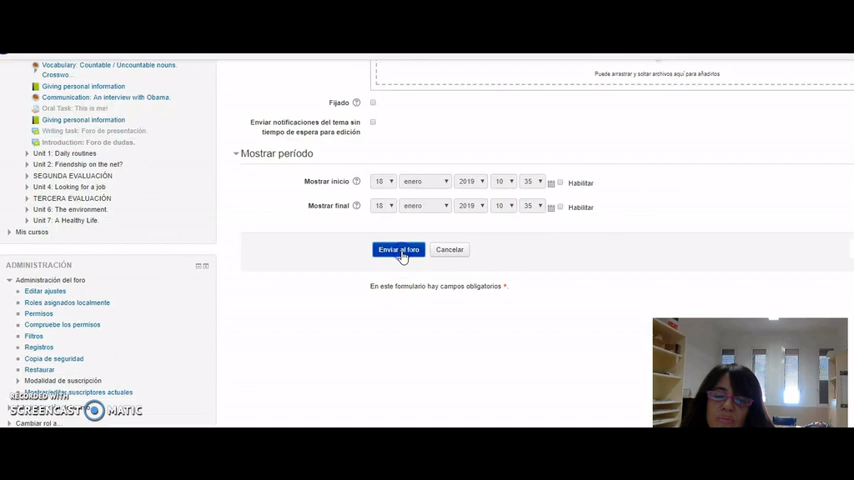 Vocabulary: Countable / Uncountable nouns.
Crosswo...
Giving personal information
Communication: An interview with Obama.
Oral Task: This is me!
Giving personal information
Writing task: Foro de presentación.
Introduction: Foro de dudas.
Unit 1: Daily routines
Unit 2: Friendship on the net?
SEGUNDA EVALUACIÓN
Unit 4: Looking for a job
TERCERA EVALUACIÓN
Unit 6: The environment.
Unit 7: A Healthy Life.
Mis cursos
ADMINISTRACIÓN
Administración del foro
Editar ajustes
Roles asignados localmente
Permisos
Compruebe los permisos
Filtros
Registros
Copia de seguridad
Restaurar
Modalidad de suscripción
Mostrar/editar suscriptores actuales
RECORDED WITH
SCREENCAST MATIC
Cambiar rol a...
Puede arrastrar y soltar archivos aquí para añadirlos
Fijado
Enviar notificaciones del tema sin
tiempo de espera para edición
Mostrar período
Mostrar inicio 18 enero 2019 10 35 Habilitar
Mostrar final 18 enero 2019 10 35 Habilitar
Enviar al foro Cancelar
En este formulario hay campos obligatorios *.